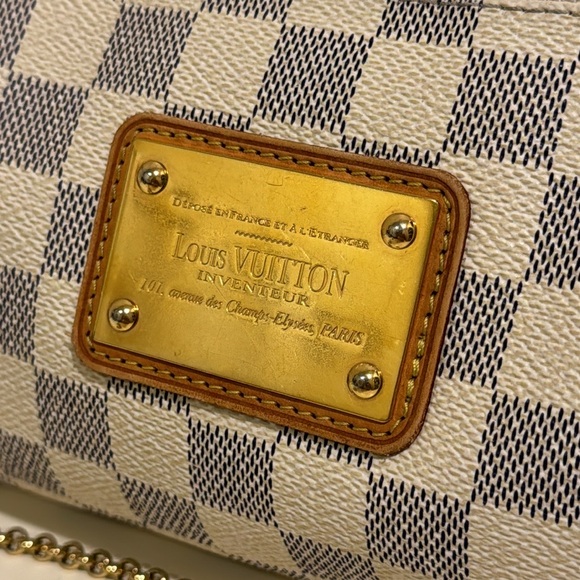 DÉPOSÉ EN FRANCE ET À L'ÉTRANGER
LOUIS VUITTON
INVENTEUR
101, avenue des Champs-Elysées, PARIS